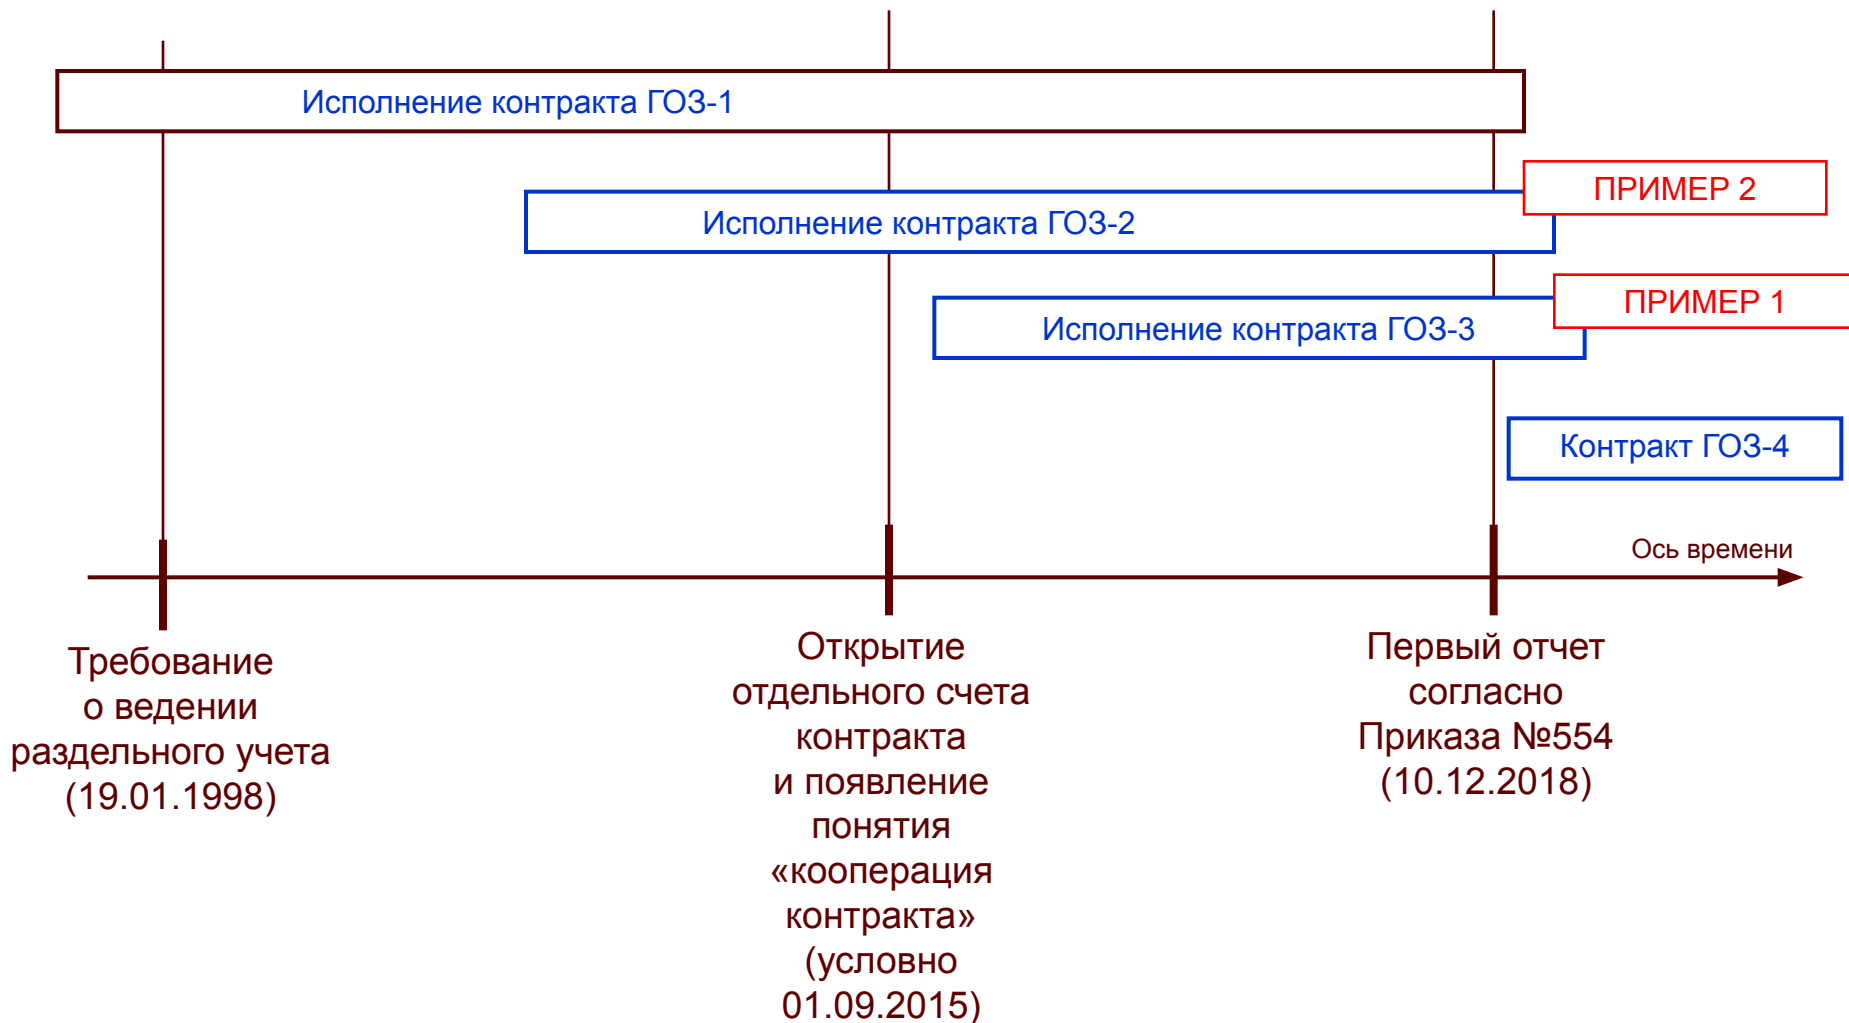 Исполнение контракта ГОЗ-1
ПРИМЕР 2
Исполнение контракта ГОЗ-2
ПРИМЕР 1
Исполнение контракта ГОЗ-3
Контракт ГОЗ-4
Ось времени
Требование
о ведении
раздельного учета
(19.01.1998)
Открытие
отдельного счета
контракта
и появление
понятия
«кооперация
контракта»
(условно
01.09.2015)
Первый отчет
согласно
Приказа №554
(10.12.2018)